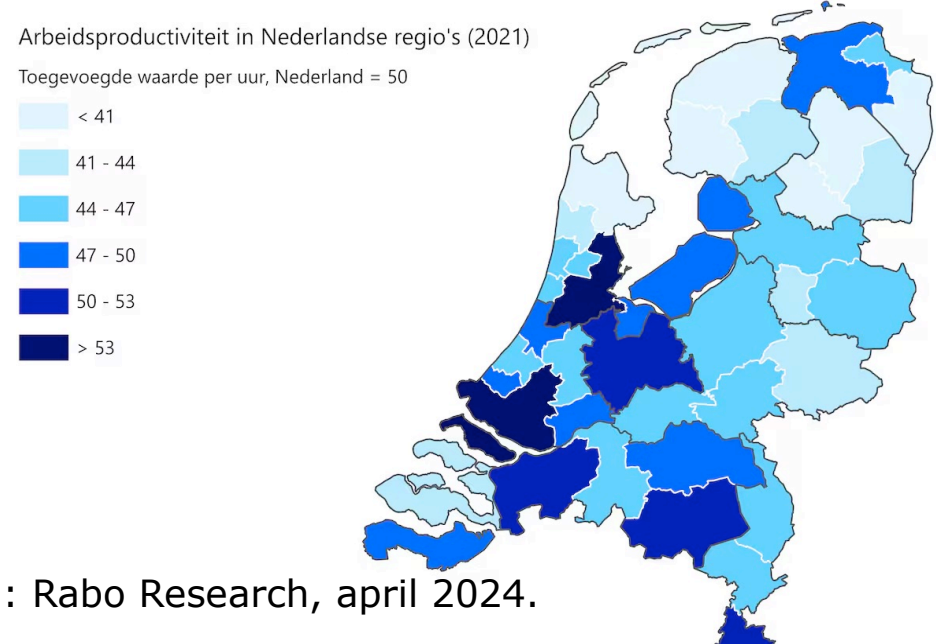 Arbeidsproductiviteit in Nederlandse regio's (2021)
Toegevoegde waarde per uur, Nederland = 50
< 41
41 - 44
44 - 47
47 - 50
50 - 53
> 53
: Rabo Research, april 2024.